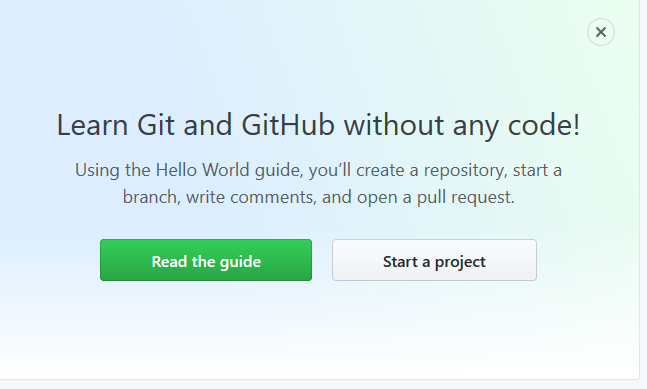 Learn Git and GitHub without any code!
Using the Hello World guide, you’ll create a repository, start a
branch, write comments, and open a pull request.
Read the guide
Start a project